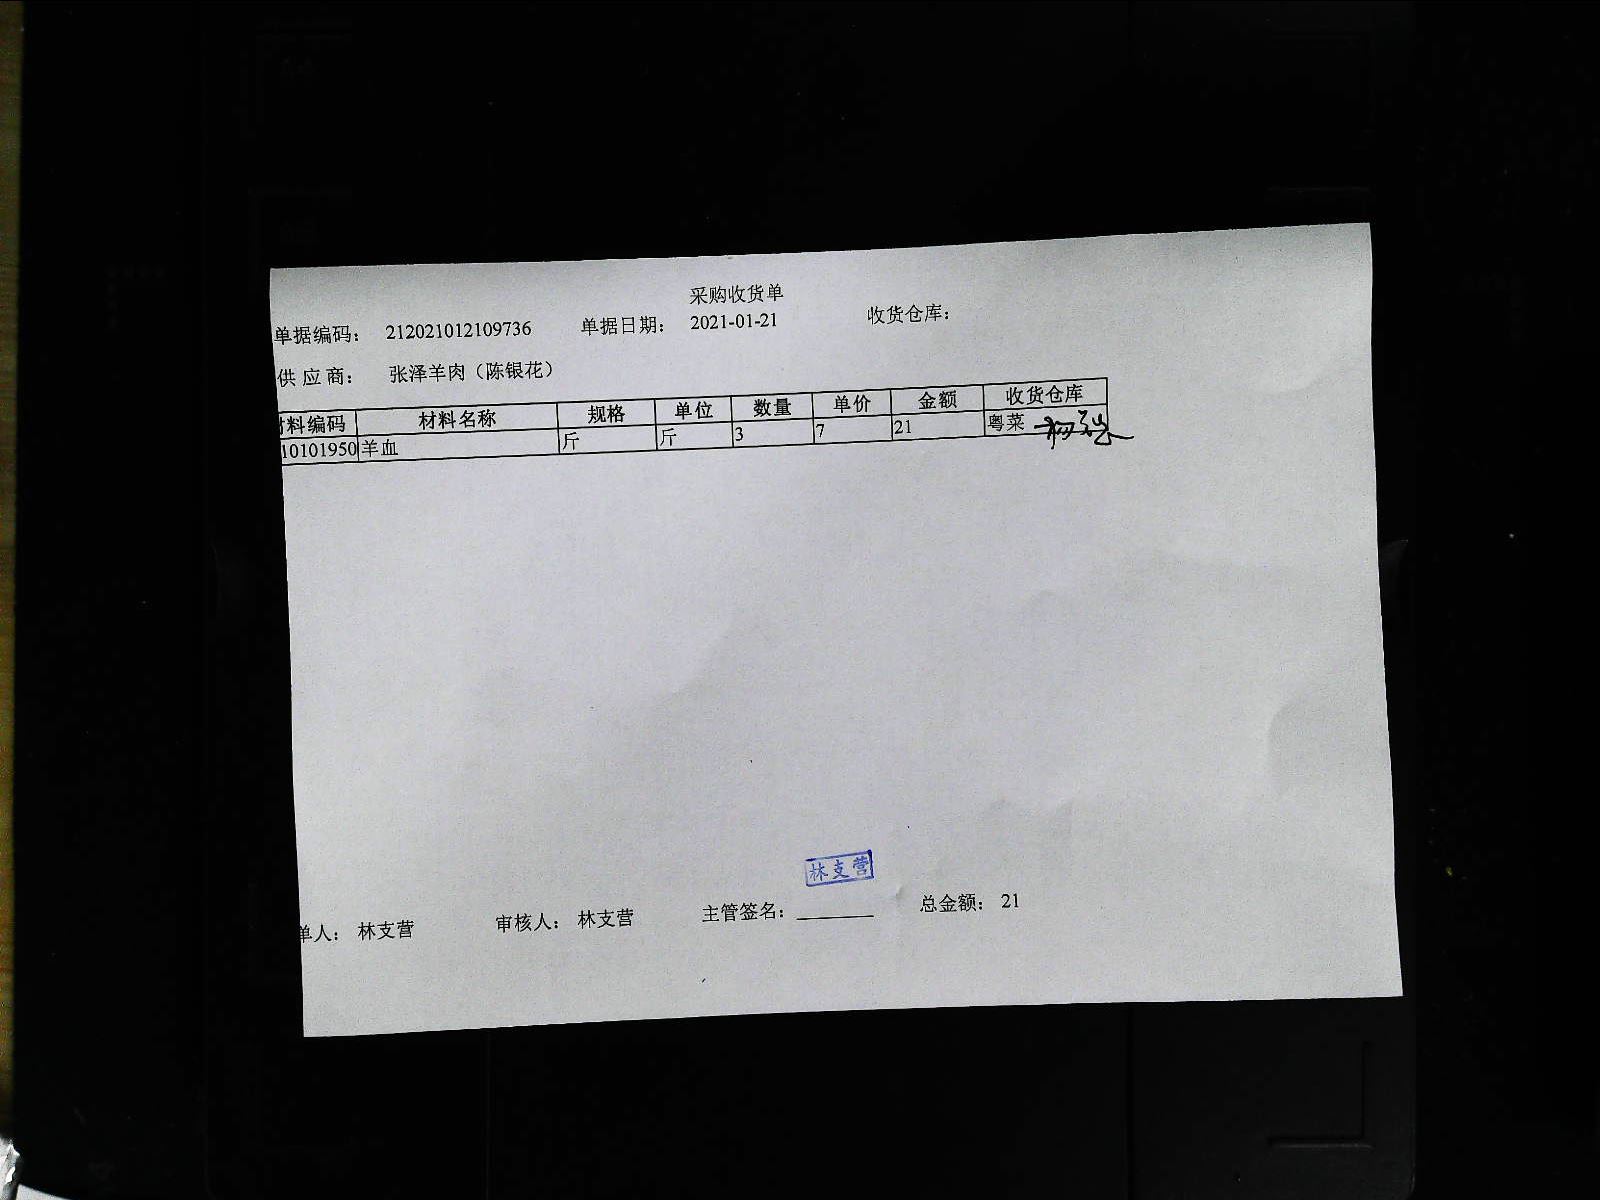 采购收货单
单据编码： 212021012109736 单据日期： 2021-01-21 收货仓库：
供 应 商： 张泽羊肉（陈银花）
材料编码 材料名称 规格 单位 数量 单价 金额 收货仓库
10101950 羊血 斤 斤 3 7 21 粤菜
林支营
单人： 林支营 审核人： 林支营 主管签名： 总金额： 21